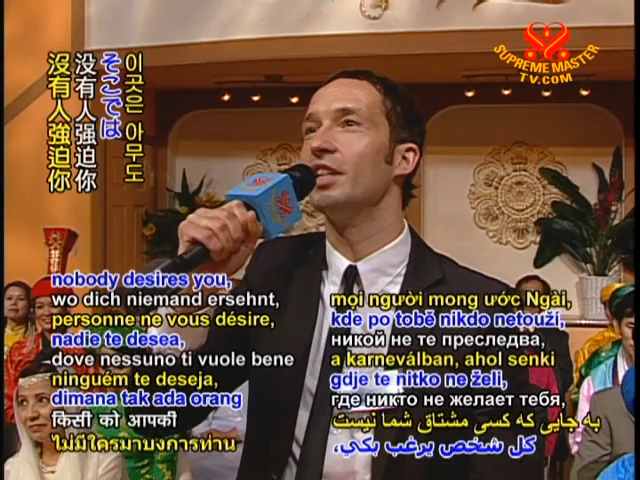 SUPREME MASTER
TV.COM
이곳은 아무도
そこでは
没有人强迫你
沒有人強迫你
nobody desires you,
wo dich niemand ersehnt,
personne ne vous désire,
nadie te desea,
dove nessuno ti vuole bene
ninguém te deseja,
dimana tak ada orang
किसी को आपकी
ไม่มีใครมาบงการท่าน
mọi người mong ước Ngài,
kde po tobě nikdo netouží,
никой не те преследва,
a karneválban, ahol senki
gdje te nitko ne želi,
где никто не желает тебя,
به جایی که کسی مشتاق شما نیست
كل شخص يرغب بكي،